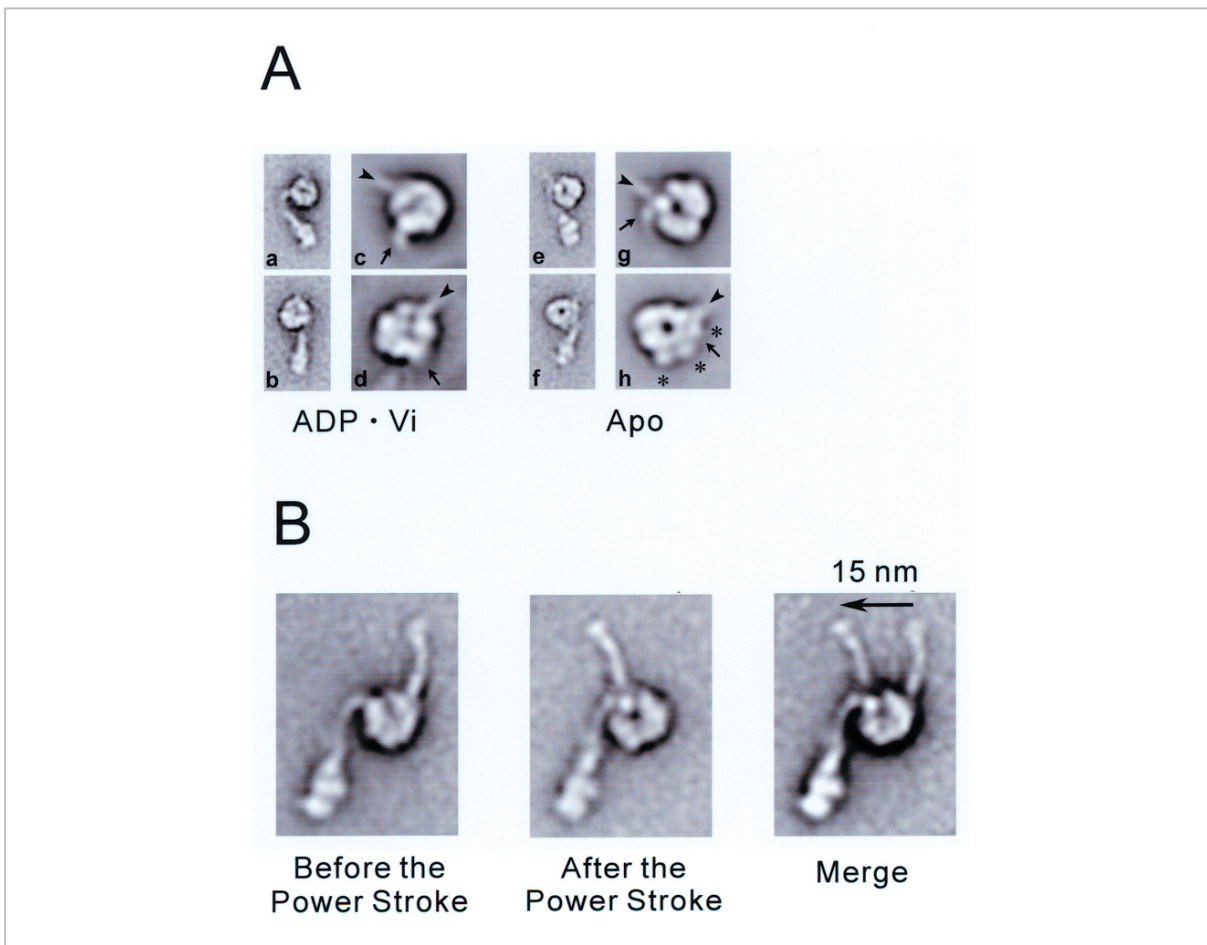 A
a
c
e
g
b
d
f
h
*
*
*
ADP · Vi
Apo
B
15 nm
Before the
Power Stroke
After the
Power Stroke
Merge